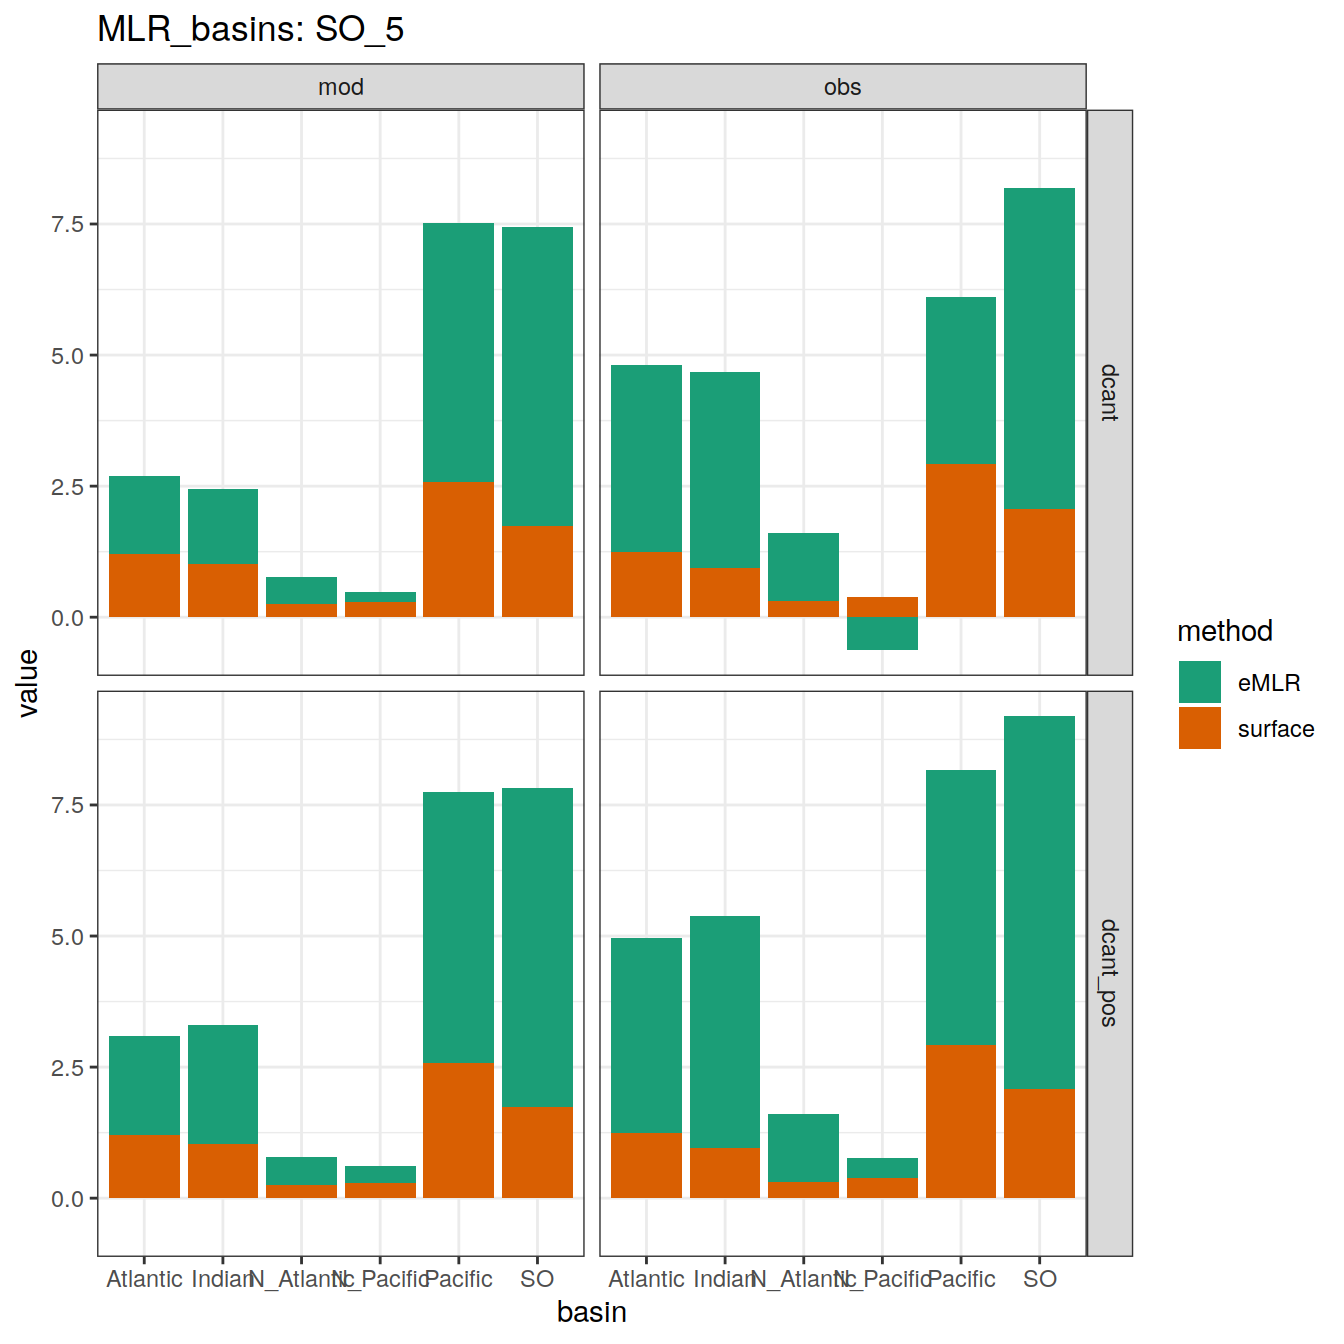 MLR_basins: SO_5
mod
obs
7.5
5.0
2.5
0.0
dcant
7.5
5.0
2.5
0.0
dcant_pos
value
Atlantic Indian N_Atlantic N_Pacific Pacific SO
Atlantic Indian N_Atlantic N_Pacific Pacific SO
basin
method
eMLR
surface